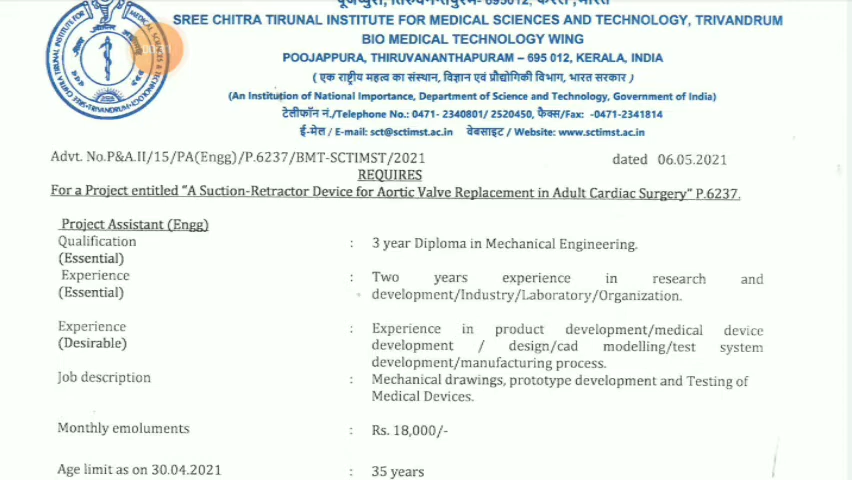 SREE CHITRA TIRUNAL INSTITUTE FOR MEDICAL SCIENCES AND TECHNOLOGY, TRIVANDRUM
BIO MEDICAL TECHNOLOGY WING
POOJAPPURA, THIRUVANANTHAPURAM – 695 012, KERALA, INDIA
( एक राष्ट्रीय महत्व का संस्थान, विज्ञान एवं प्रौद्योगिकी विभाग, भारत सरकार )
(An Institution of National Importance, Department of Science and Technology, Government of India)
टेलीफॉन नं./Telephone No.: 0471- 2340801/ 2520450, फैक्स/Fax: -0471-2341814
ई-मेल / E-mail: sct@sctimst.ac.in वेबसाइट / Website: www.sctimst.ac.in
Advt. No.P&A.II/15/PA(Engg)/P.6237/BMT-SCTIMST/2021 dated 06.05.2021
REQUIRES
For a Project entitled "A Suction-Retractor Device for Aortic Valve Replacement in Adult Cardiac Surgery" P.6237.
Project Assistant (Engg)
Qualification : 3 year Diploma in Mechanical Engineering.
(Essential)
Experience : Two years experience in research and
(Essential) development/Industry/Laboratory/Organization.
Experience : Experience in product development/medical device
(Desirable) development / design/cad modelling/test system
development/manufacturing process.
Job description : Mechanical drawings, prototype development and Testing of
Medical Devices.
Monthly emoluments : Rs. 18,000/-
Age limit as on 30.04.2021 : 35 years